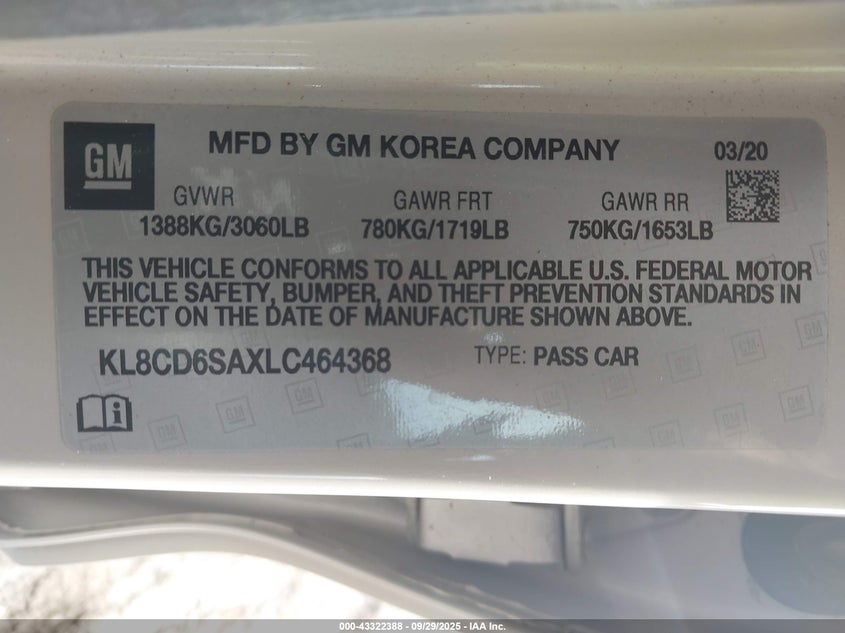 GM MFD BY GM KOREA COMPANY 03/20
GVWR GAWR FRT GAWR RR
1388KG/3060LB 780KG/1719LB 750KG/1653LB
THIS VEHICLE CONFORMS TO ALL APPLICABLE U.S. FEDERAL MOTOR
VEHICLE SAFETY, BUMPER, AND THEFT PREVENTION STANDARDS IN
EFFECT ON THE DATE OF MANUFACTURE SHOWN ABOVE.
KL8CD6SAXLC464368 TYPE: PASS CAR
000-43322388 - 09/29/2025 - IAA Inc.